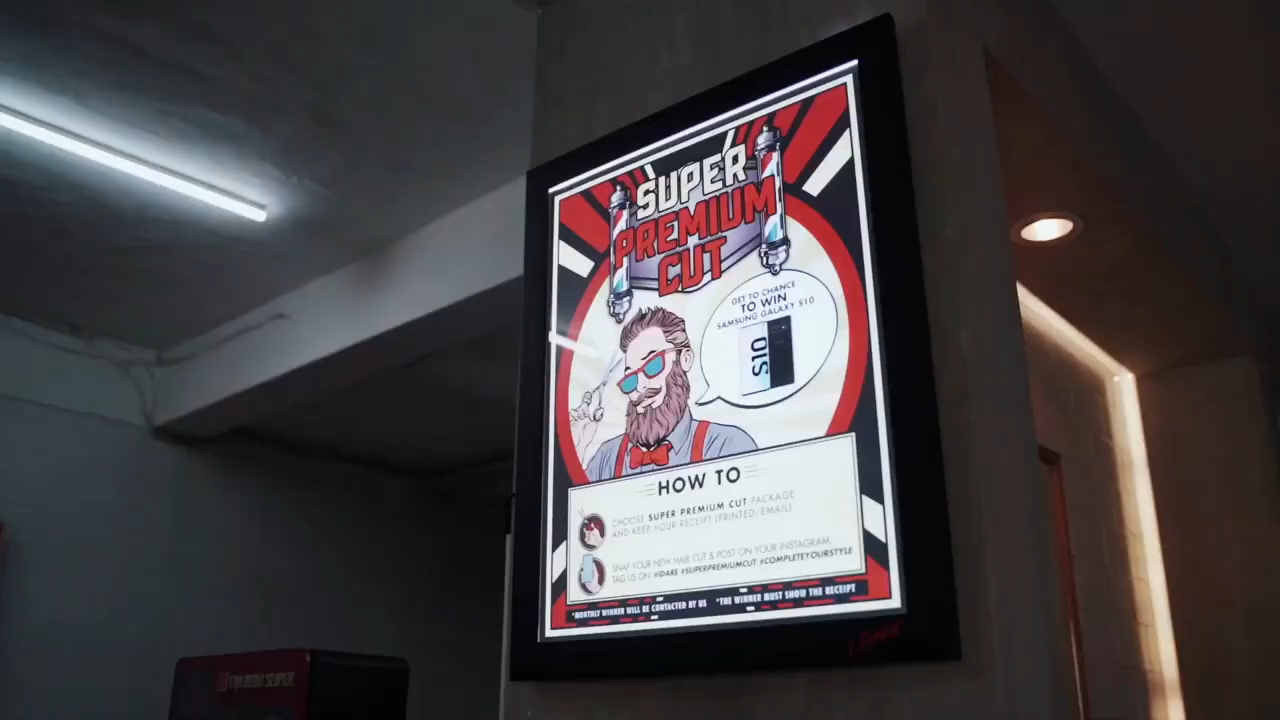 SUPER
PREMIUM
CUT
GET TO CHANCE
TO WIN
SAMSUNG GALAXY S10
S10
HOW TO
CHOOSE SUPER PREMIUM CUT PACKAGE
AND KEEP YOUR RECEIPT (PRINTED/EMAIL)
SNAP YOUR NEW HAIR CUT & POST ON YOUR INSTAGRAM.
TAG US ON #IDARE #SUPERPREMIUMCUT #COMPLETEYOURSTYLE
*MONTHLY WINNER WILL BE CONTACTED BY US *THE WINNER MUST SHOW THE RECEIPT